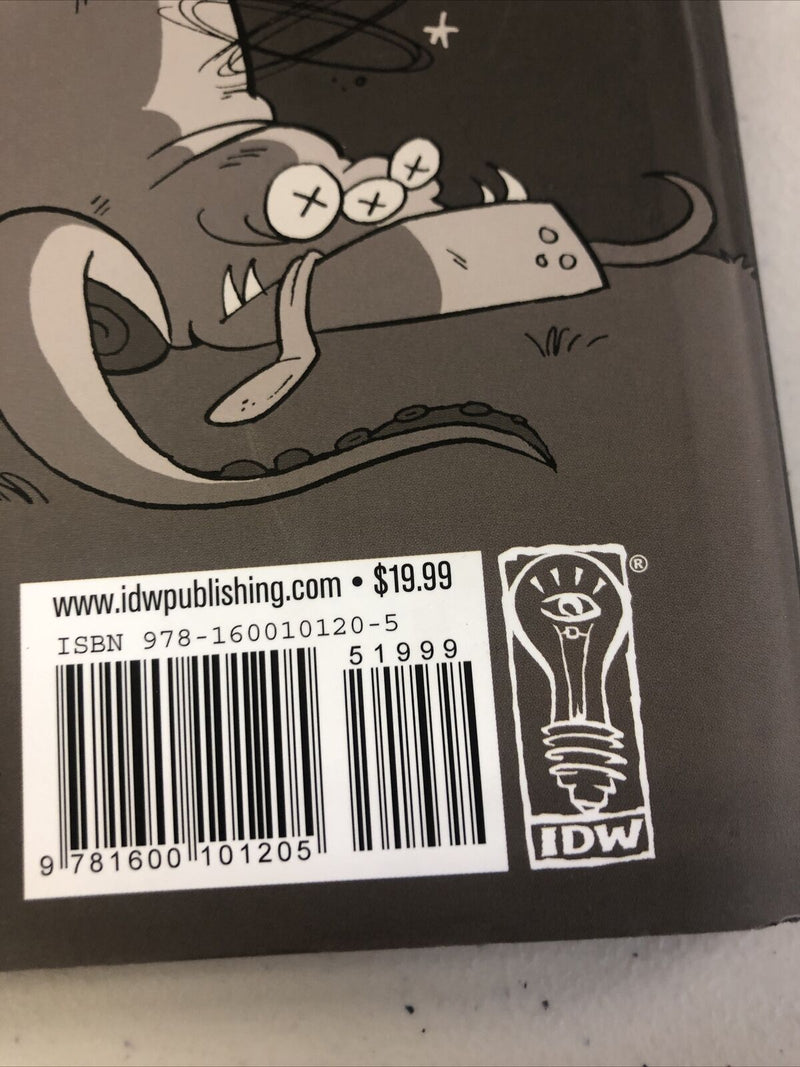 www.idwpublishing.com • $19.99
ISBN 978-160010120-5
51999
9 781600 101205
®
IDW